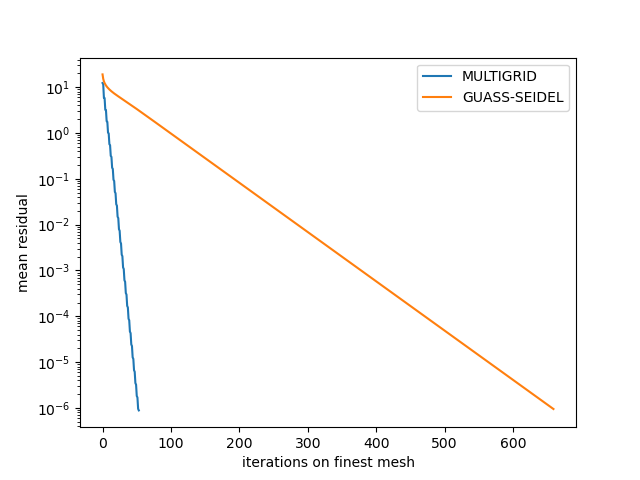 MULTIGRID
GUASS-SEIDEL
mean residual
10¹
10⁰
10⁻¹
10⁻²
10⁻³
10⁻⁴
10⁻⁵
10⁻⁶
0 100 200 300 400 500 600
iterations on finest mesh